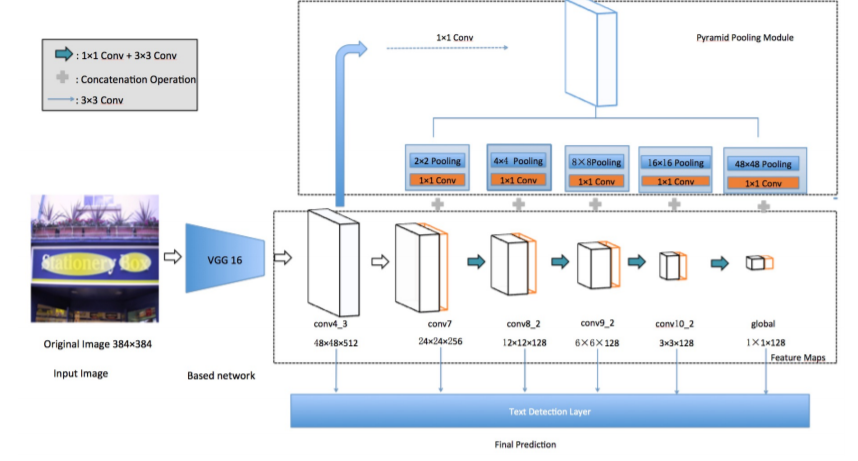 : 1×1 Conv + 3×3 Conv
: Concatenation Operation
: 3×3 Conv
1×1 Conv
Pyramid Pooling Module
2×2 Pooling
1×1 Conv
4×4 Pooling
1×1 Conv
8×8Pooling
1×1 Conv
16×16 Pooling
1×1 Conv
48×48 Pooling
1×1 Conv
Stationery Box
VGG 16
Original Image 384×384
Input Image
Based network
conv4_3
48×48×512
conv7
24×24×256
conv8_2
12×12×128
conv9_2
6×6×128
conv10_2
3×3×128
global
1×1×128
Feature Maps
Text Detection Layer
Final Prediction